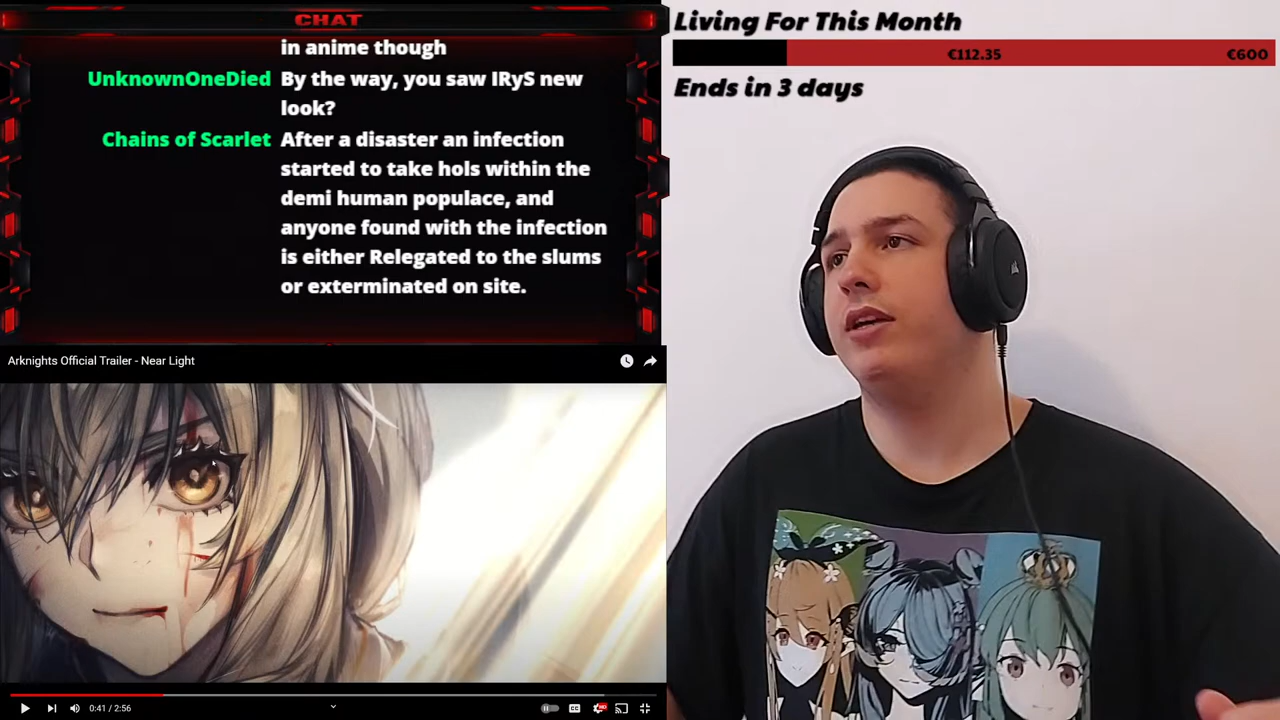 CHAT
in anime though
UnknownOneDied By the way, you saw IRyS new
look?
Chains of Scarlet After a disaster an infection
started to take hols within the
demi human populace, and
anyone found with the infection
is either Relegated to the slums
or exterminated on site.
Arknights Official Trailer - Near Light
0:41 / 2:56
CC
HD
Living For This Month
€112.35 €600
Ends in 3 days